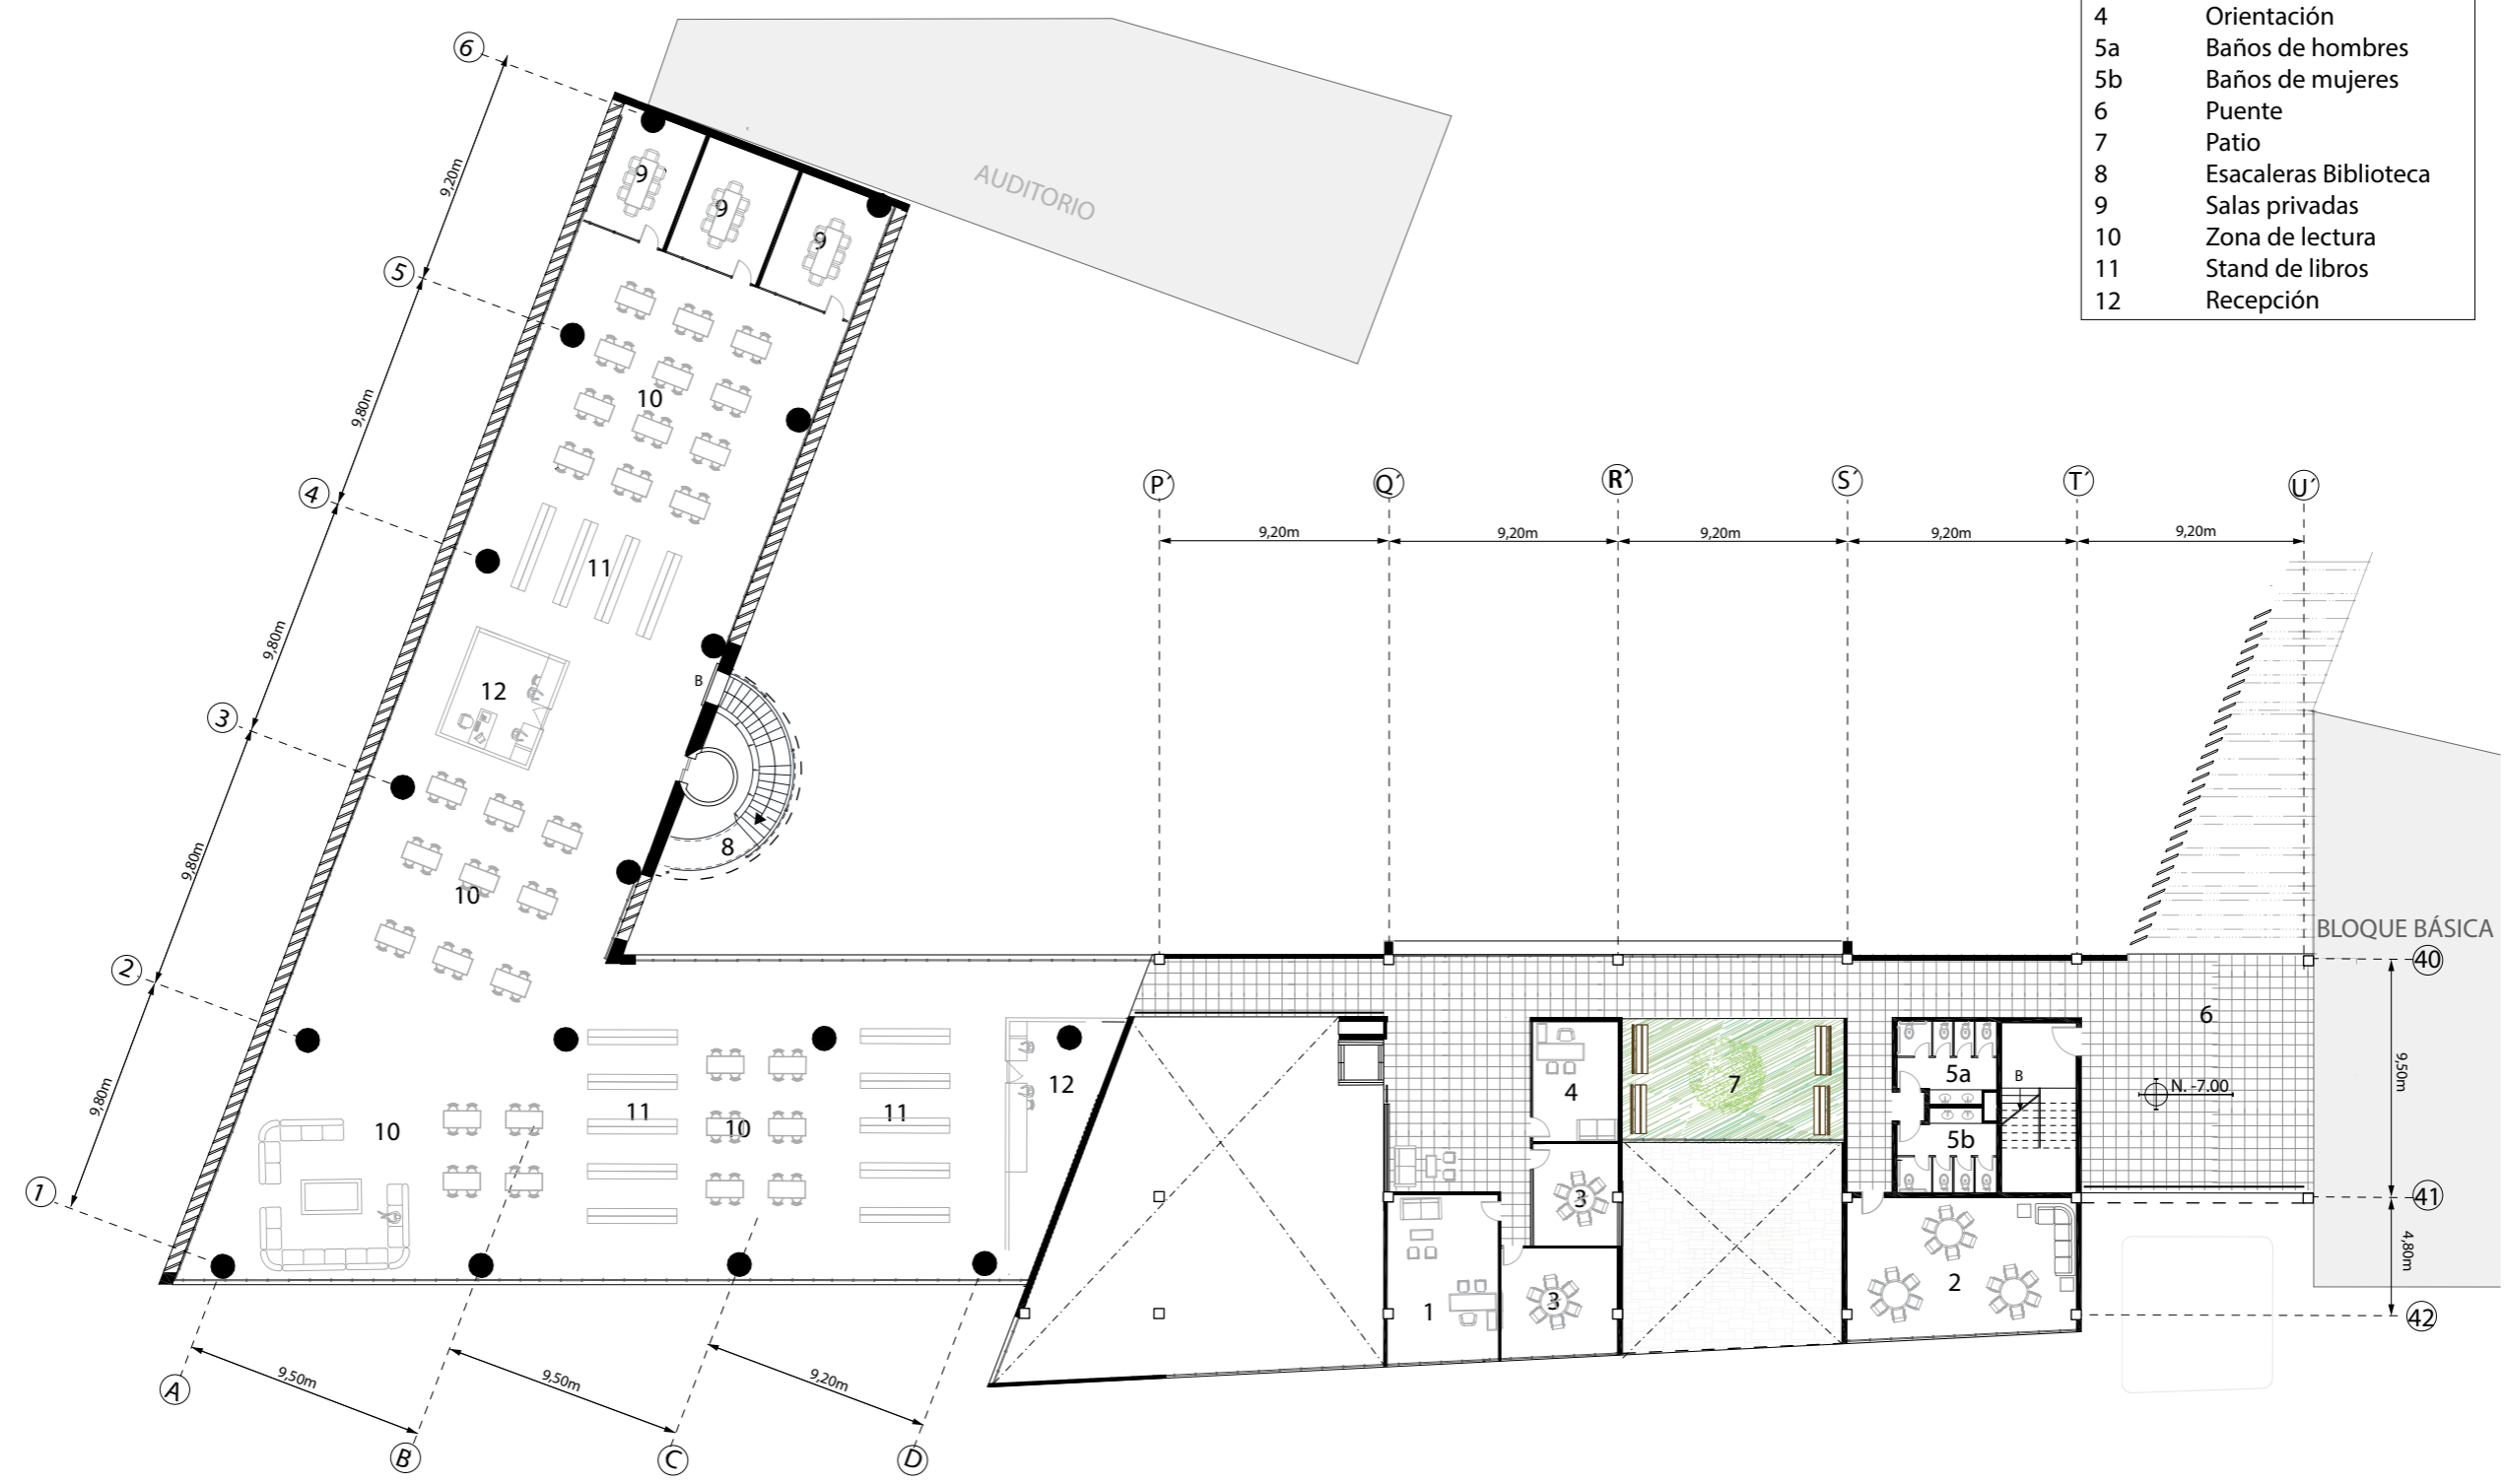 4 Orientación
5a Baños de hombres
5b Baños de mujeres
6 Puente
7 Patio
8 Esacaleras Biblioteca
9 Salas privadas
10 Zona de lectura
11 Stand de libros
12 Recepción
6
9,20m
AUDITORIO
9
9
9
5
9,80m
10
4
P´
Q´
R´
S´
T´
U´
9,20m
9,20m
9,20m
9,20m
9,20m
11
9,80m
B
12
3
8
9,80m
10
BLOQUE BÁSICA
2
40
6
9,80m
12
4
7
5a
B
N. -7.00
9,50m
10
11
10
11
5b
1
3
41
4,80m
1
3
2
42
A
9,50m
9,50m
9,20m
B
C
D